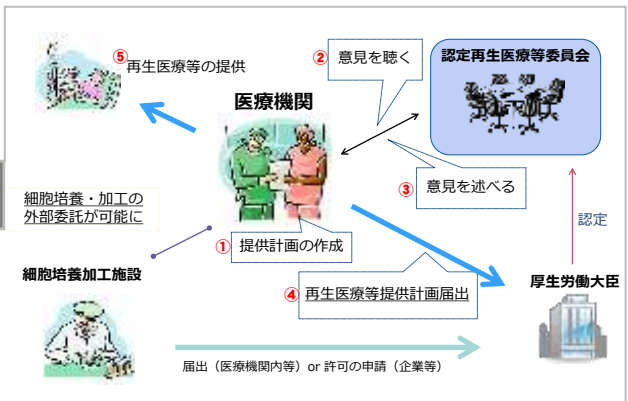 ⑤
再生医療等の提供
②
意見を聴く
認定再生医療等委員会
医療機関
③
意見を述べる
細胞培養・加工の
外部委託が可能に
①
提供計画の作成
認定
細胞培養加工施設
④
再生医療等提供計画届出
厚生労働大臣
届出（医療機関内等）or 許可の申請（企業等）